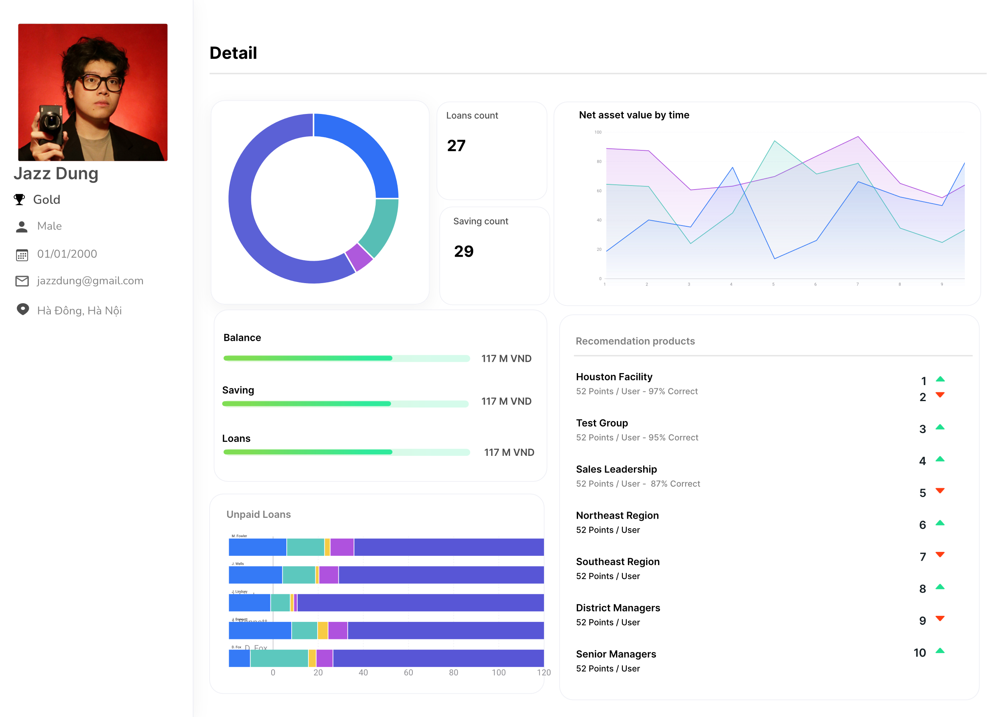 Jazz Dung
Gold
Male
01/01/2000
jazzdung@gmail.com
Hà Đông, Hà Nội
Detail
Loans count
27
Saving count
29
Net asset value by time
100
80
60
40
20
0
1 2 3 4 5 6 7 8 9
Balance
117 M VND
Saving
117 M VND
Loans
117 M VND
Unpaid Loans
M. Fowler
J. Wells
J. Lindsey
J. Bennett
J. Bennett
D. Fox
D. Fox
0 20 40 60 80 100 120
Recomendation products
Houston Facility
52 Points / User - 97% Correct
1
2
Test Group
52 Points / User - 95% Correct
3
Sales Leadership
52 Points / User - 87% Correct
4
5
Northeast Region
52 Points / User
6
Southeast Region
52 Points / User
7
8
District Managers
52 Points / User
9
Senior Managers
52 Points / User
10